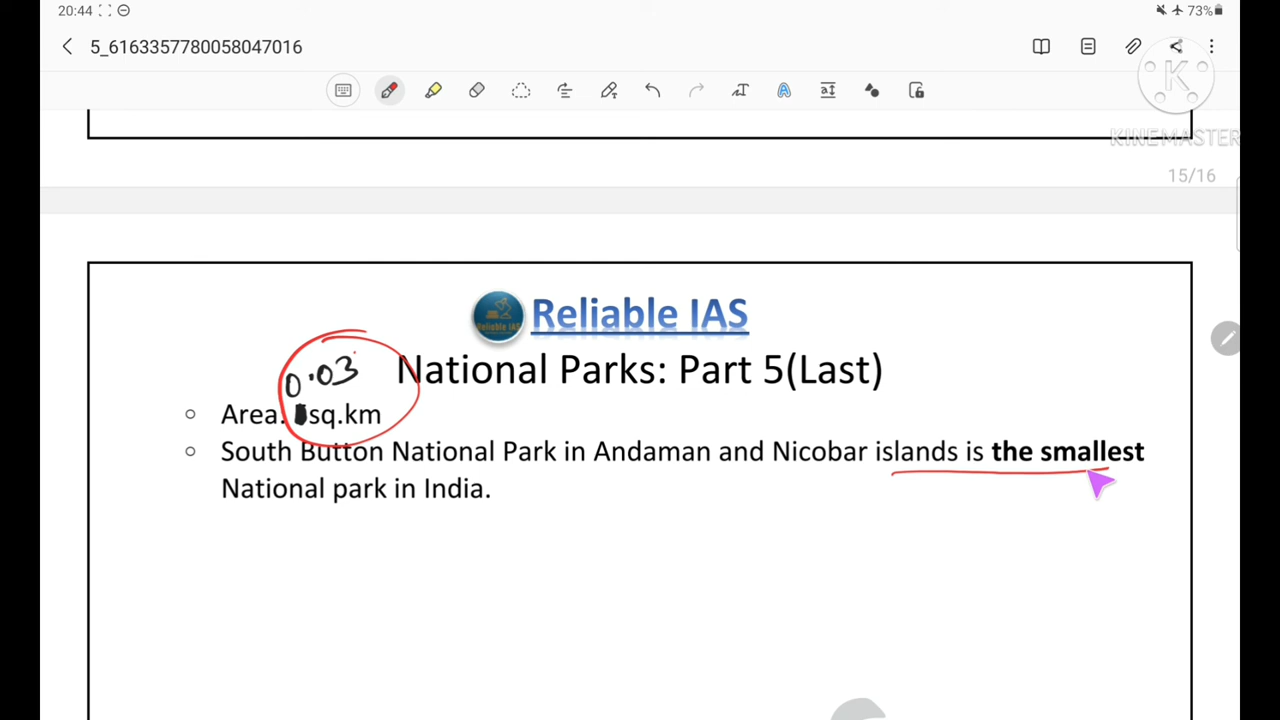 20:44
73%
5_6163357780058047016
K
KINEMASTER
15/16
Reliable IAS
National Parks: Part 5(Last)
0.03
Area: sq.km
South Button National Park in Andaman and Nicobar islands is the smallest
National park in India.